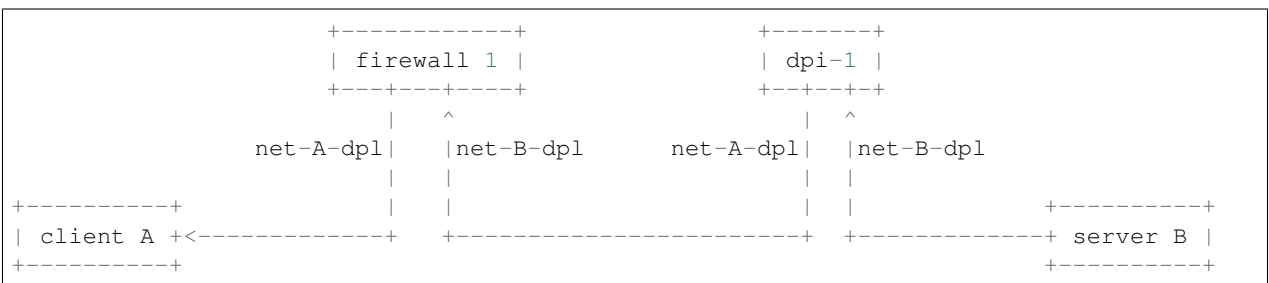 +-------------+                 +-------+
                         | firewall 1 |                 | dpi-1 |
                         +---+---+----+                 +--+--+-+
                             |   ^                         |  ^
                   net-A-dpl|   |net-B-dpl      net-A-dpl|  |net-B-dpl
                             |   |                         |  |
+----------+                 |   |                         |  |             +----------+
| client A +<-------------+   +------------------------+  +-------------+ server B |
+----------+                                                                +----------+